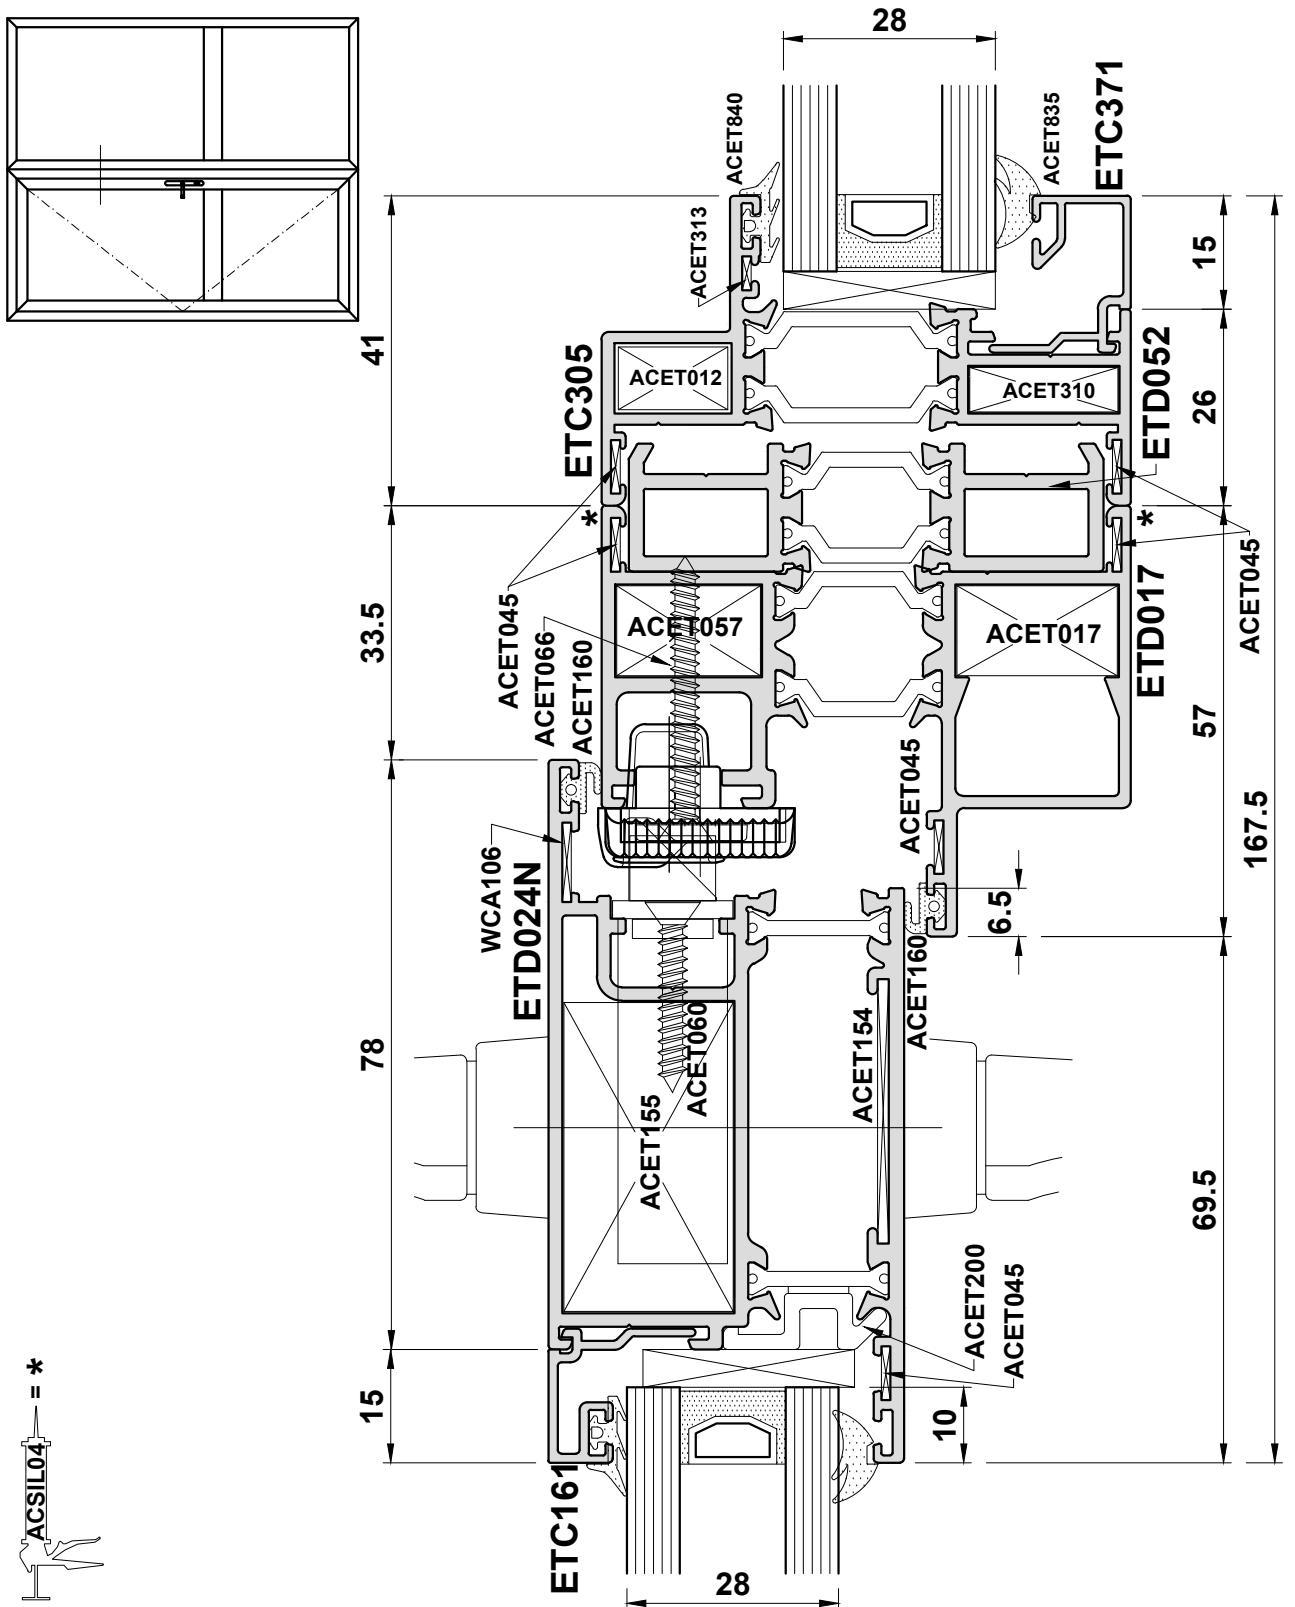 28
ACET840
ACET835
ETC371
ACET313
15
41
ETC305
ACET012
ACET310
ETD052
26
*
*
ACET045
ACET066
ACET160
ACET057
ACET017
ETD017
ACET045
33.5
57
ACET045
167.5
WCA106
ETD024N
6.5
ACET160
ACET060
ACET154
78
ACET155
69.5
ACET200
ACET045
15
10
ETC161
28
ACSIL04 = *